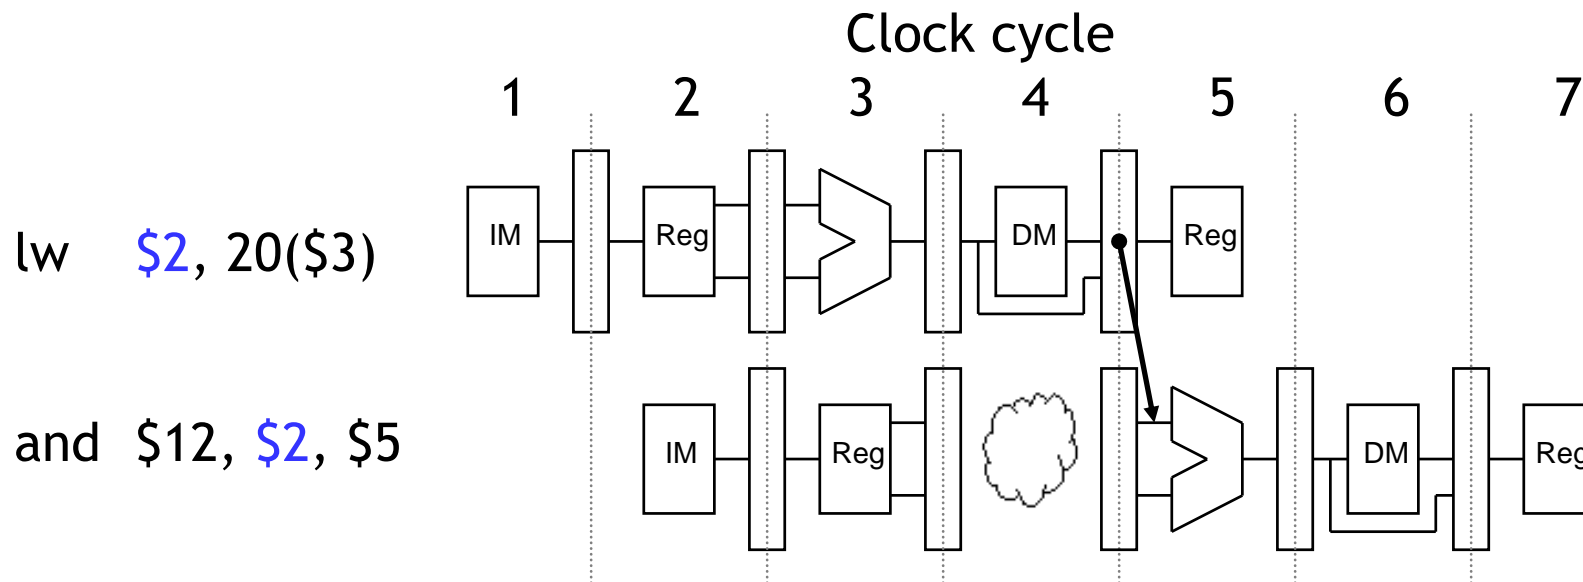 Clock cycle
1 2 3 4 5 6 7
IM Reg DM Reg
lw $2, 20($3)
IM Reg DM Reg
and $12, $2, $5